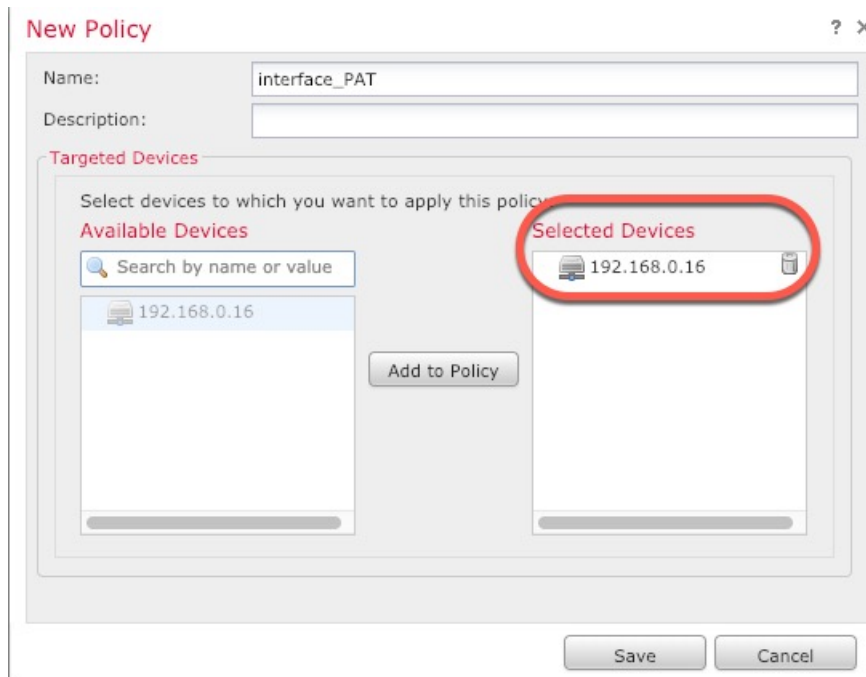 New Policy
? ×
Name:
interface_PAT
Description:
Targeted Devices
Select devices to which you want to apply this policy
Available Devices
Search by name or value
192.168.0.16
Add to Policy
Selected Devices
192.168.0.16
Save
Cancel